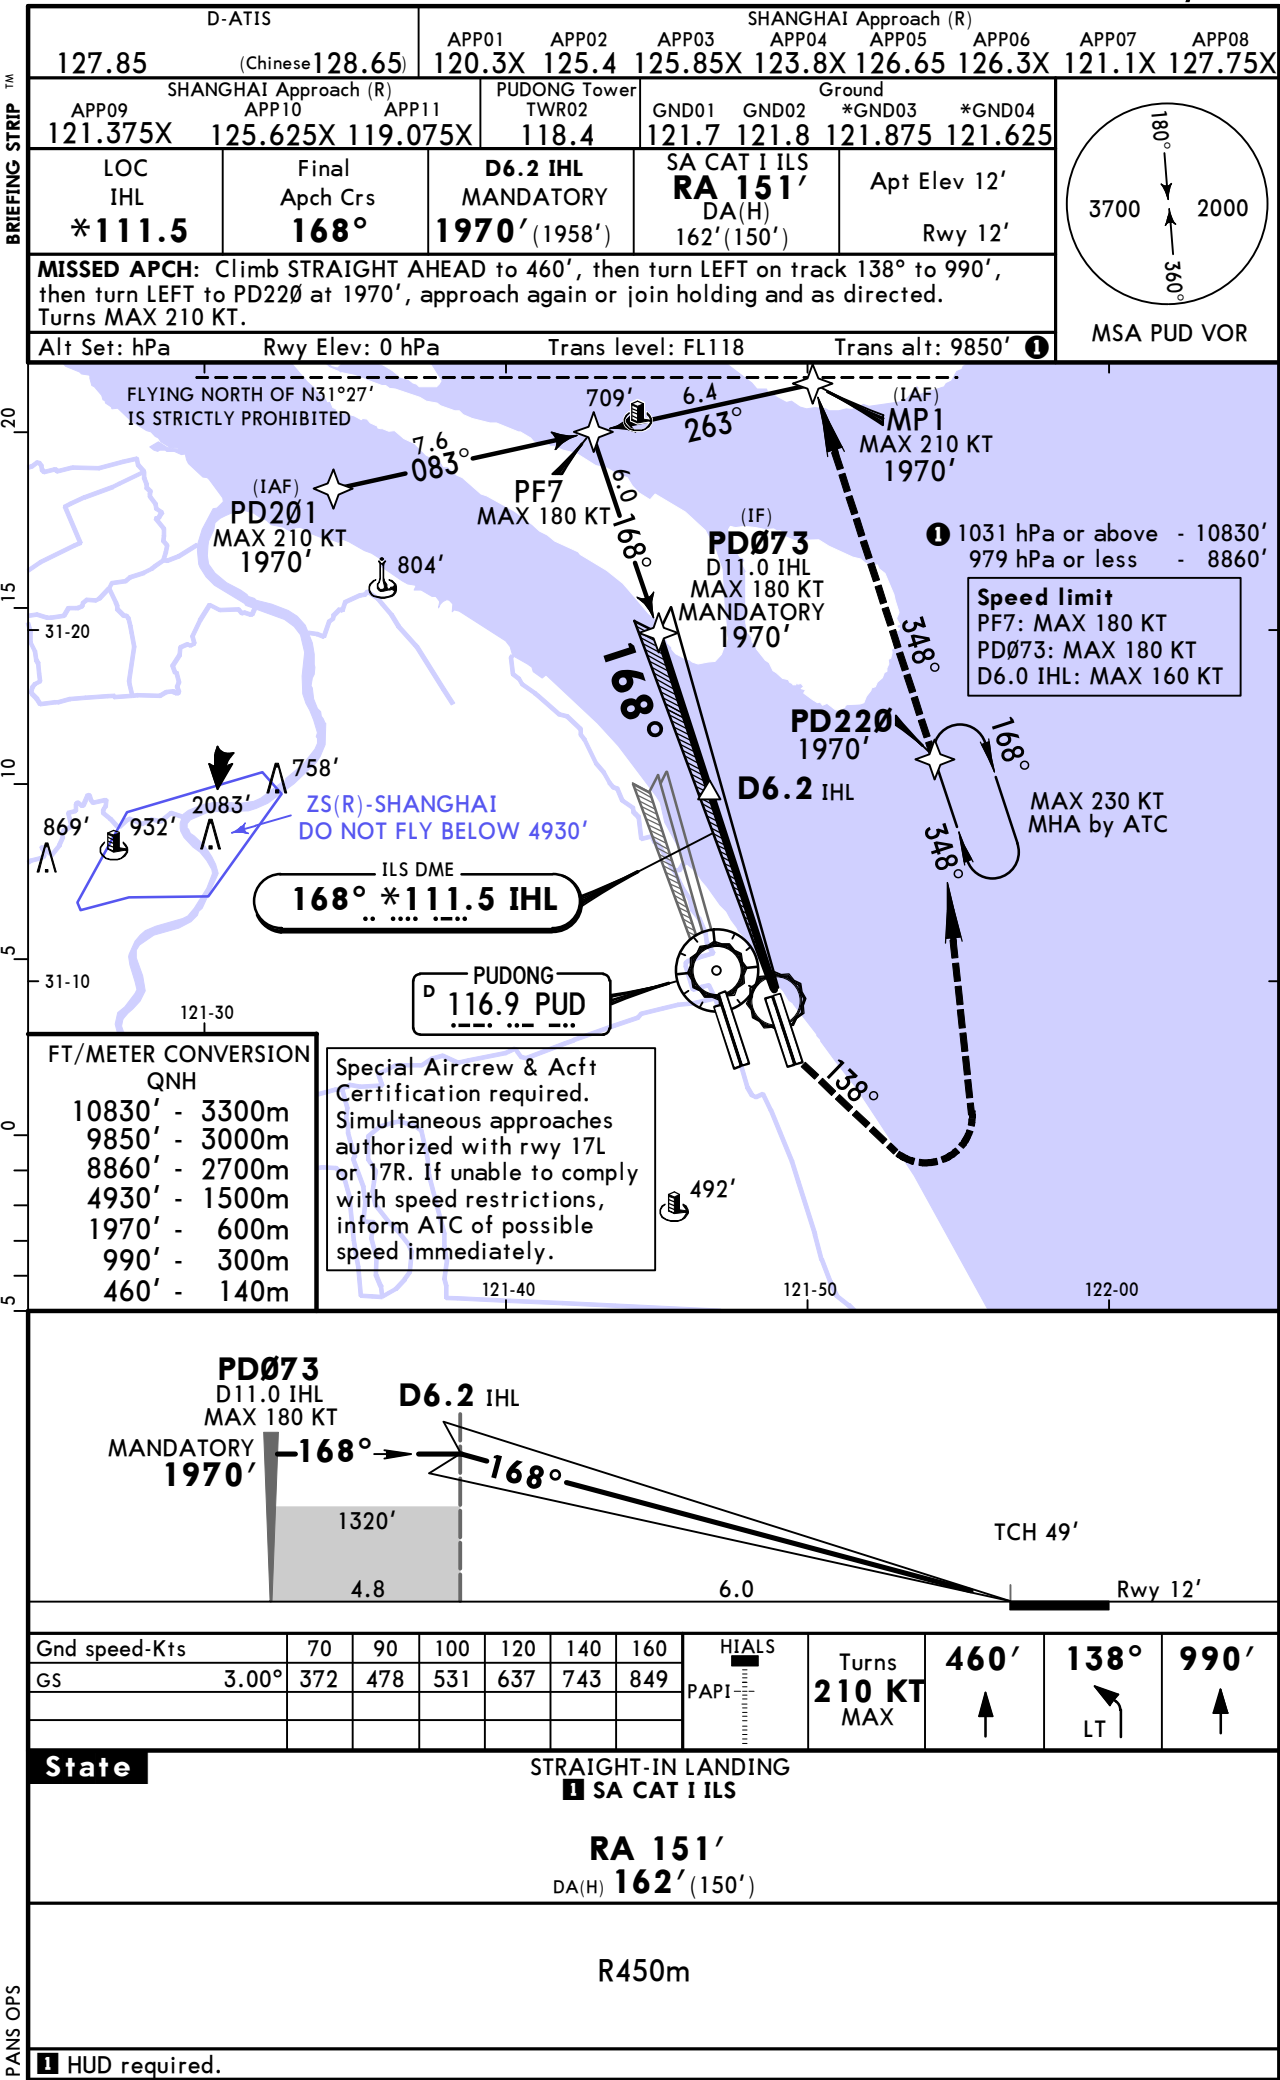 BRIEFING STRIP ™
D-ATIS
127.85 (Chinese 128.65)
SHANGHAI Approach (R)
APP01 APP02 APP03 APP04 APP05 APP06 APP07 APP08
120.3X 125.4 125.85X 123.8X 126.65 126.3X 121.1X 127.75X
SHANGHAI Approach (R)
APP09 APP10 APP11
121.375X 125.625X 119.075X
PUDONG Tower
TWR02
118.4
Ground
GND01 GND02 *GND03 *GND04
121.7 121.8 121.875 121.625
LOC
IHL
*111.5
Final
Apch Crs
168°
D6.2 IHL
MANDATORY
1970' (1958')
SA CAT I ILS
RA 151'
DA(H)
162' (150')
Apt Elev 12'
Rwy 12'
180°
3700 2000
360°
MSA PUD VOR
MISSED APCH: Climb STRAIGHT AHEAD to 460', then turn LEFT on track 138° to 990',
then turn LEFT to PD22Ø at 1970', approach again or join holding and as directed.
Turns MAX 210 KT.
Alt Set: hPa Rwy Elev: 0 hPa Trans level: FL118 Trans alt: 9850' 1
FLYING NORTH OF N31°27'
IS STRICTLY PROHIBITED
709'
6.4
263°
(IAF)
MP1
MAX 210 KT
1970'
7.6
083°
(IAF)
PD2Ø1
MAX 210 KT
1970'
PF7
MAX 180 KT
6.0
168°
(IF)
PDØ73
D11.0 IHL
MAX 180 KT
MANDATORY
1970'
804'
1 1031 hPa or above - 10830'
979 hPa or less - 8860'
Speed limit
PF7: MAX 180 KT
PDØ73: MAX 180 KT
D6.0 IHL: MAX 160 KT
20
15
10
5
0
5
31-20
31-10
168°
348°
PD22Ø
1970'
168°
348°
MAX 230 KT
MHA by ATC
D6.2 IHL
758'
2083'
869'
932'
ZS(R)-SHANGHAI
DO NOT FLY BELOW 4930'
ILS DME
168° *111.5 IHL
PUDONG
D 116.9 PUD
138°
121-30
121-40
121-50
122-00
FT/METER CONVERSION
QNH
10830' - 3300m
9850' - 3000m
8860' - 2700m
4930' - 1500m
1970' - 600m
990' - 300m
460' - 140m
Special Aircrew & Acft
Certification required.
Simultaneous approaches
authorized with rwy 17L
or 17R. If unable to comply
with speed restrictions,
inform ATC of possible
speed immediately.
492'
PDØ73
D11.0 IHL
MAX 180 KT
MANDATORY
1970'
168°
D6.2 IHL
168°
1320'
4.8
6.0
TCH 49'
Rwy 12'
Gnd speed-Kts 70 90 100 120 140 160
GS 3.00° 372 478 531 637 743 849
HIALS
PAPI
Turns
210 KT
MAX
460'
138°
LT
990'
State
STRAIGHT-IN LANDING
1 SA CAT I ILS
RA 151'
DA(H) 162' (150')
R450m
PANS OPS
1 HUD required.